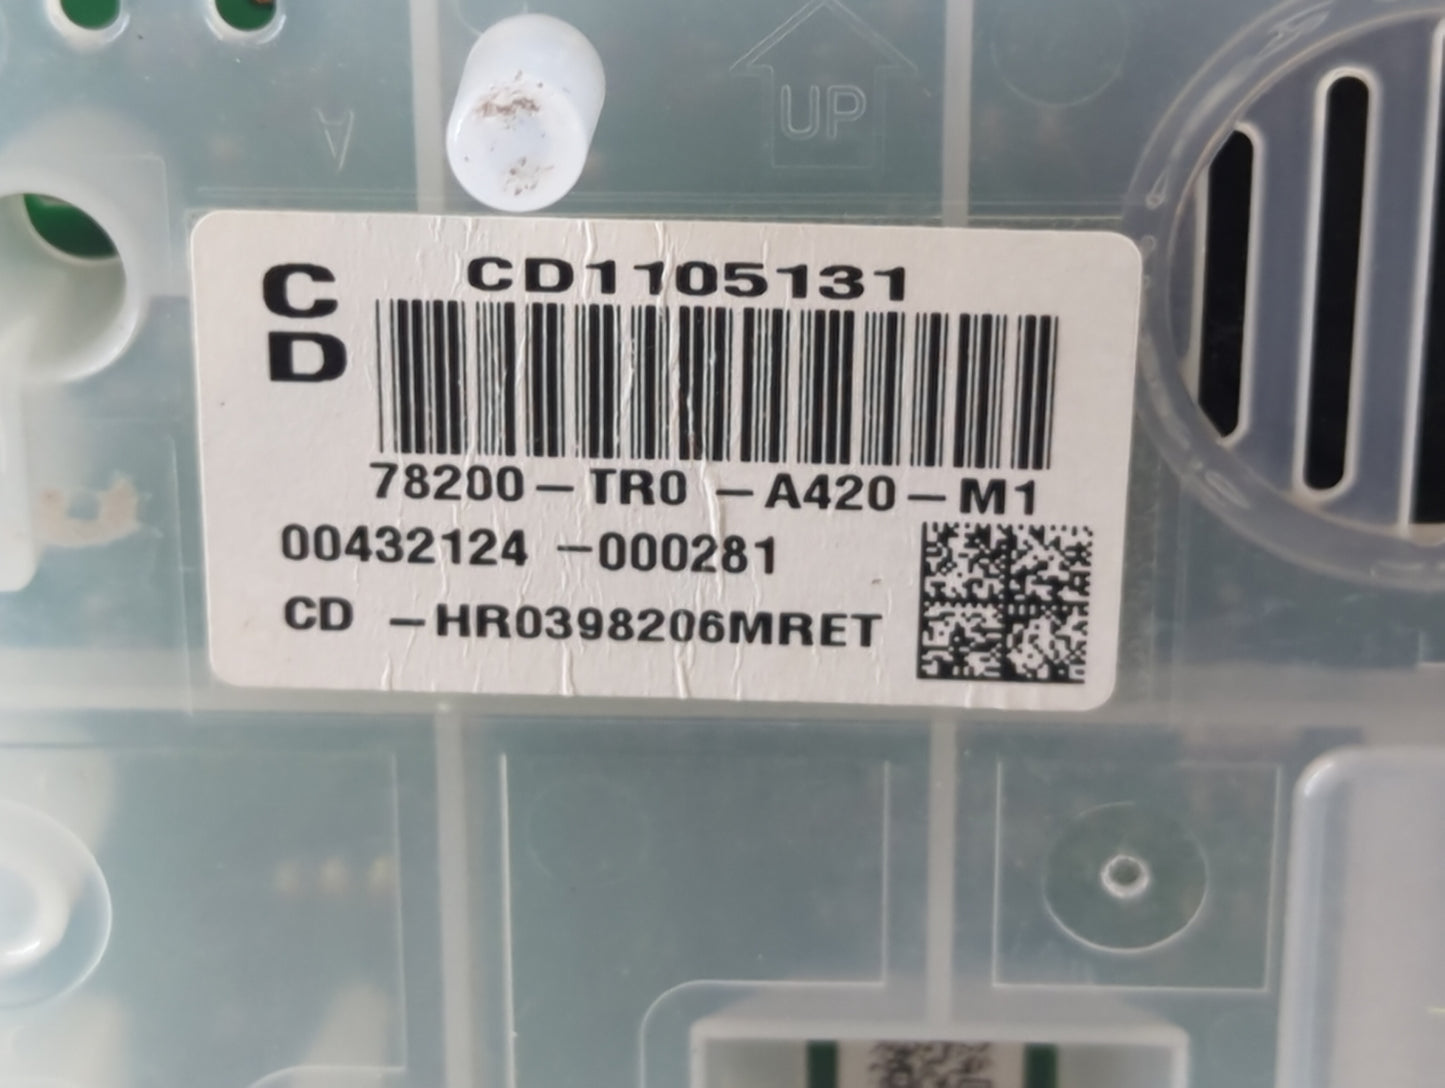 A
UP
C
D
CD1105131
78200-TR0 -A420-M1
00432124 -000281
CD -HR0398206MRET